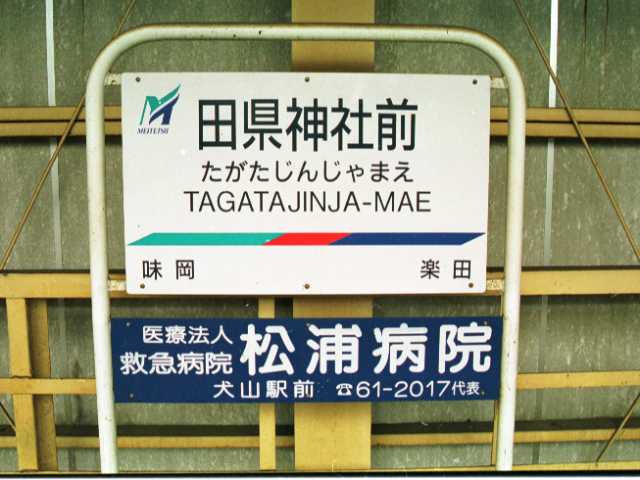 MEITETSU
田県神社前
たがたじんじゃまえ
TAGATAJINJA-MAE
味岡 楽田
医療法人
救急病院 松浦病院
犬山駅前 ☎61-2017代表